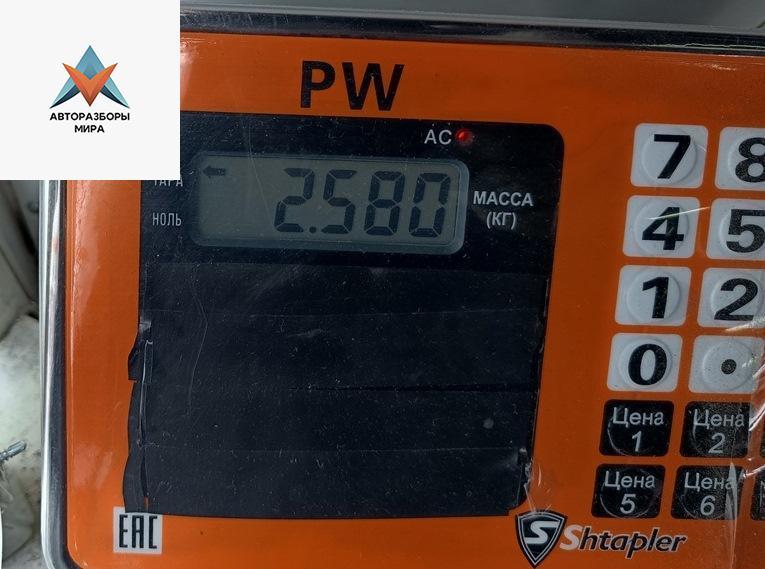 АВТОРАЗБОРЫ
МИРА
PW
AC
ТАРА
НОЛЬ
2.580
МАССА
(КГ)
7 8
4 5
1 2
0 .
Цена 1
Цена 2
Цена 5
Цена 6
EAC
S Shtapler